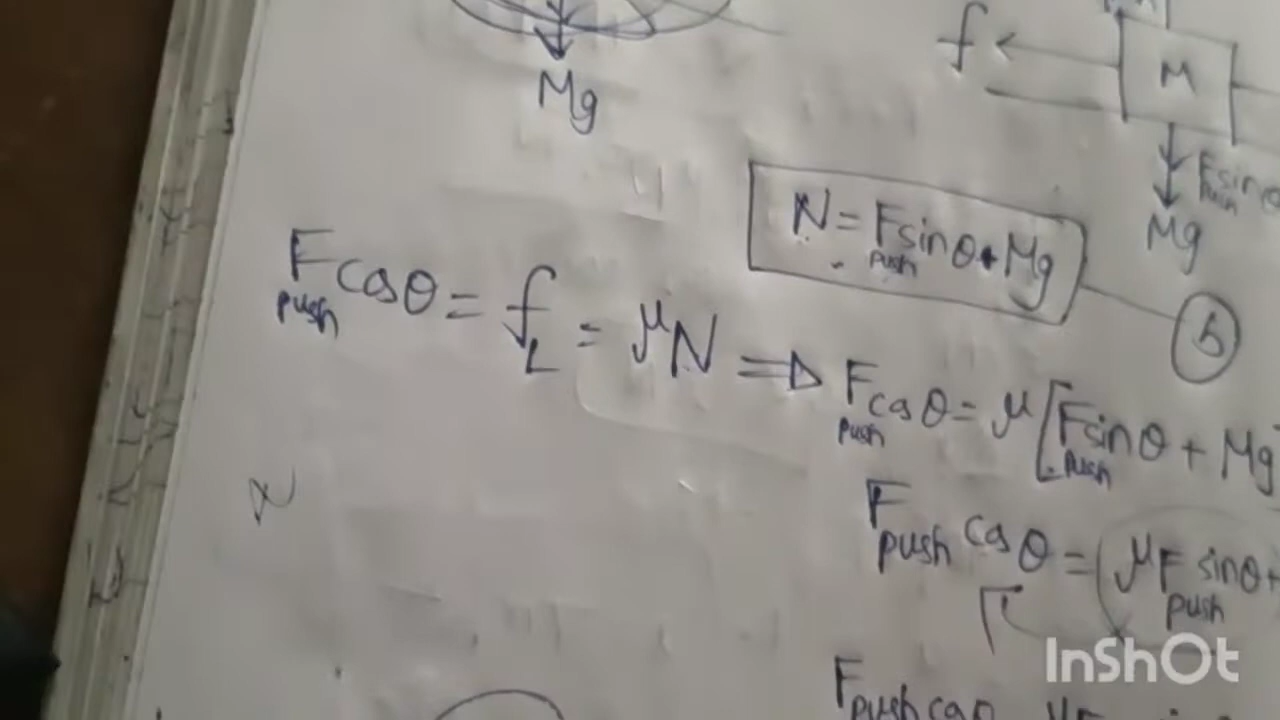 f
M
Mg
F sin
push
Mg
N = F sinθ + Mg
push
5
F cosθ = f = μN ⇒ F cosθ = μ[F sinθ + Mg
push L push push
F cosθ = (μF sinθ +
push push
F
push
InShOt